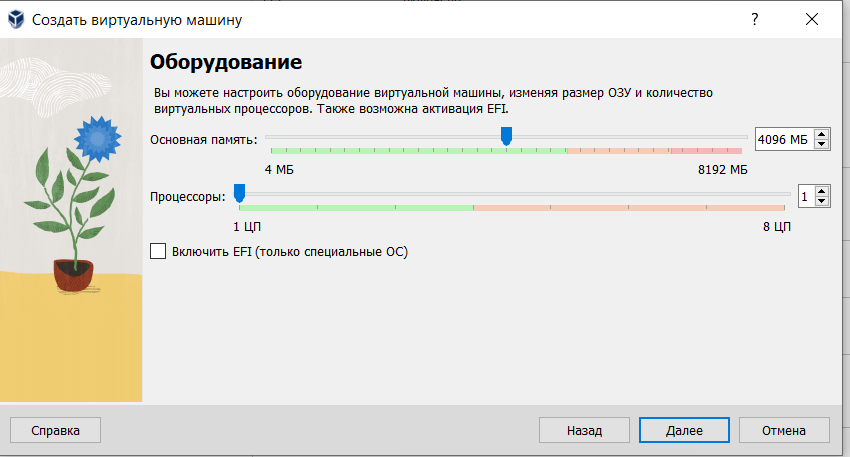 Создать виртуальную машину
?
Оборудование
Вы можете настроить оборудование виртуальной машины, изменяя размер ОЗУ и количество
виртуальных процессоров. Также возможна активация EFI.
Основная память:
4096 МБ
4 МБ
8192 МБ
Процессоры:
1
1 ЦП
8 ЦП
Включить EFI (только специальные ОС)
Справка
Назад
Далее
Отмена